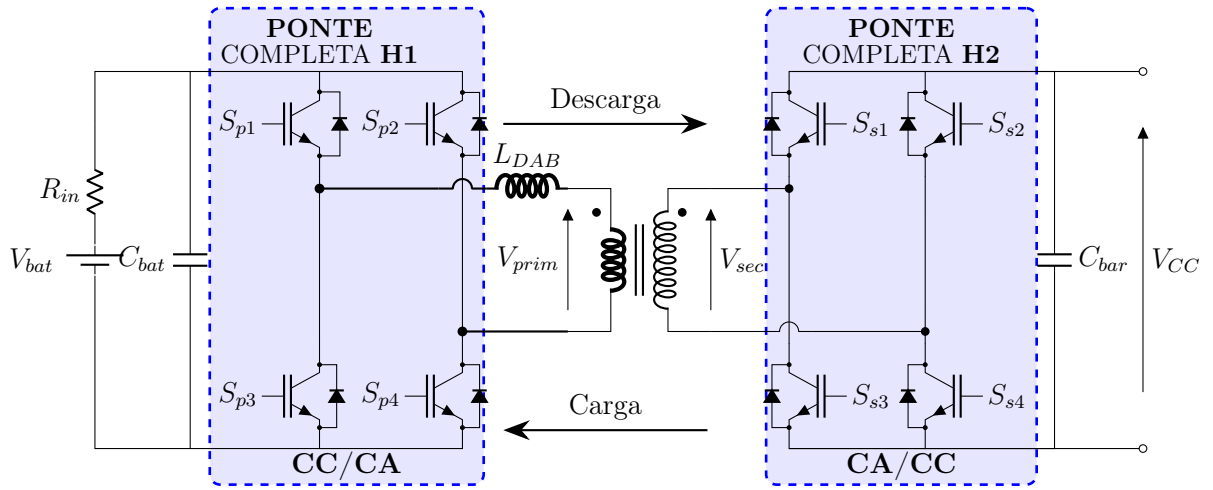 PONTE
COMPLETA H1
PONTE
COMPLETA H2
Descarga
S_{p1}
S_{p2}
S_{s1}
S_{s2}
L_{DAB}
R_{in}
V_{bat}
C_{bat}
V_{prim}
V_{sec}
C_{bar}
V_{CC}
S_{p3}
S_{p4}
S_{s3}
S_{s4}
Carga
CC/CA
CA/CC